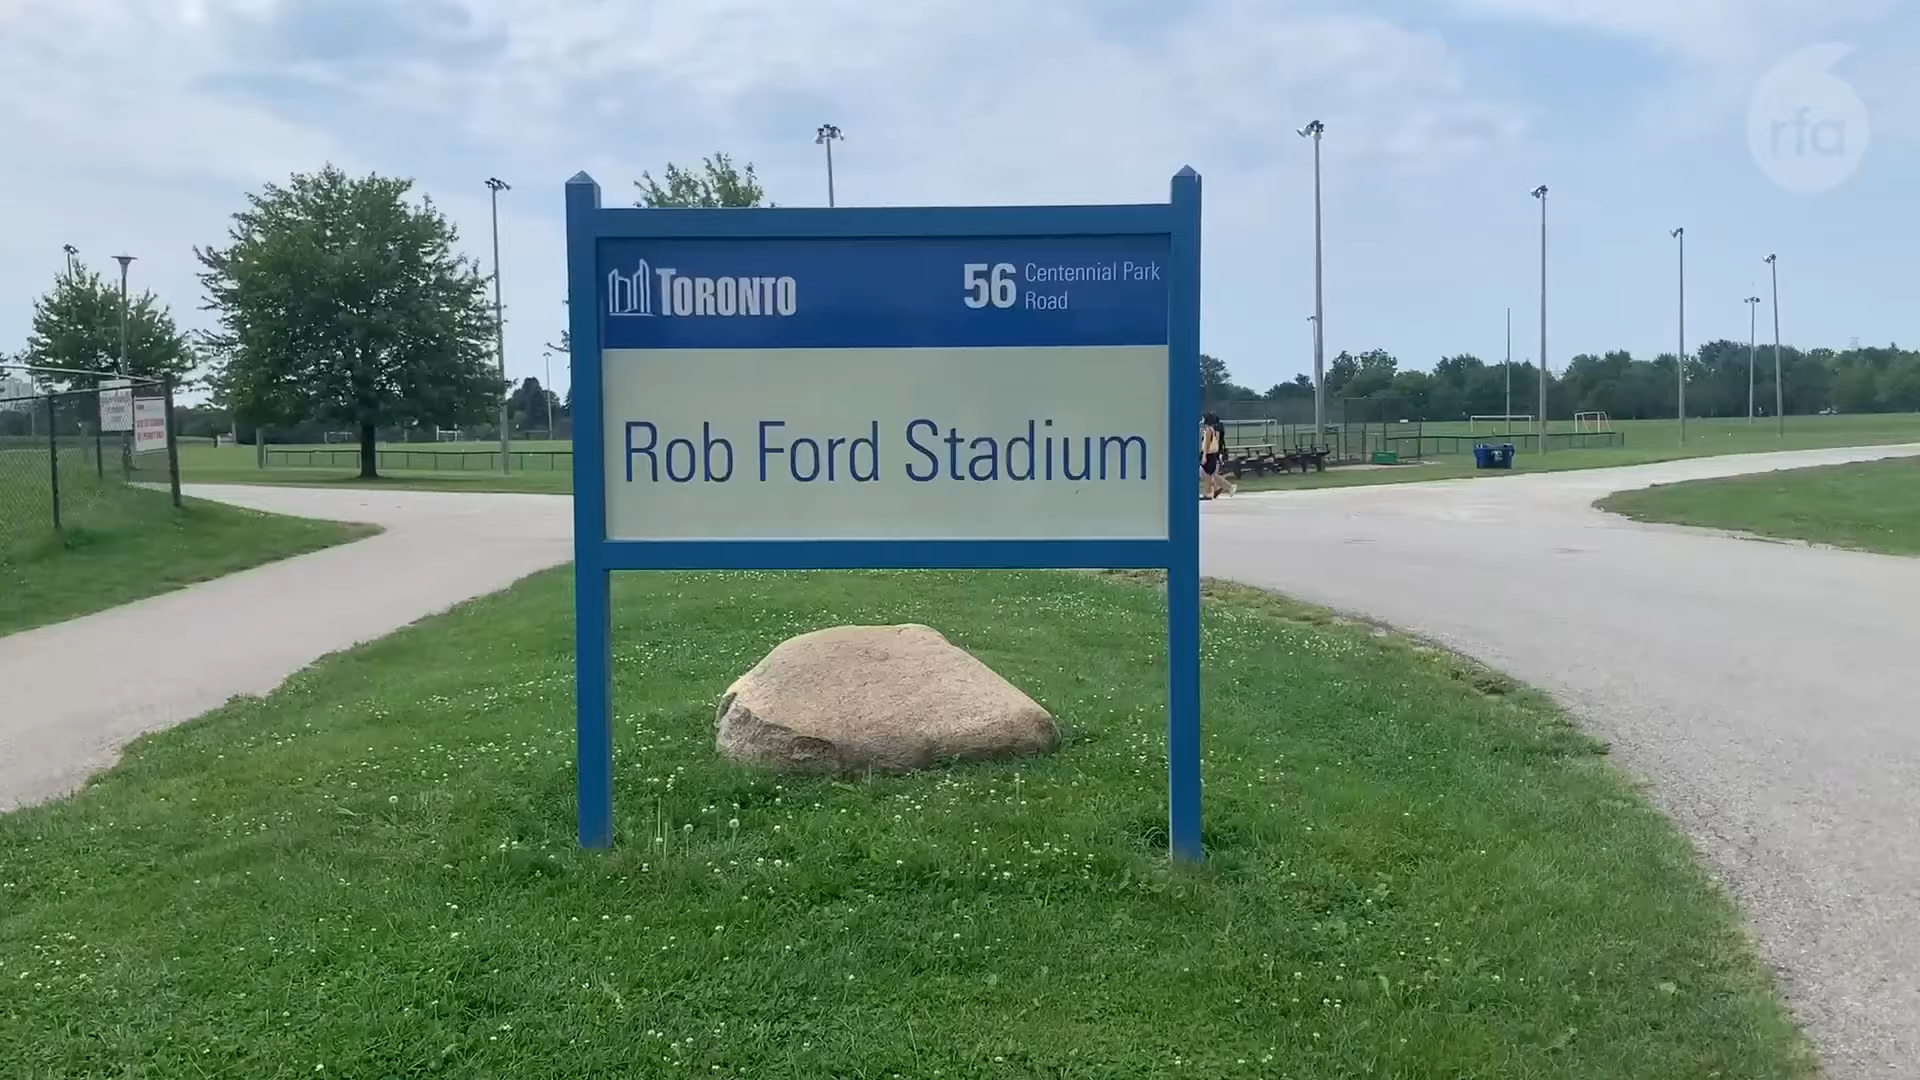 rfa
TORONTO
56 Centennial Park
Road
Rob Ford Stadium